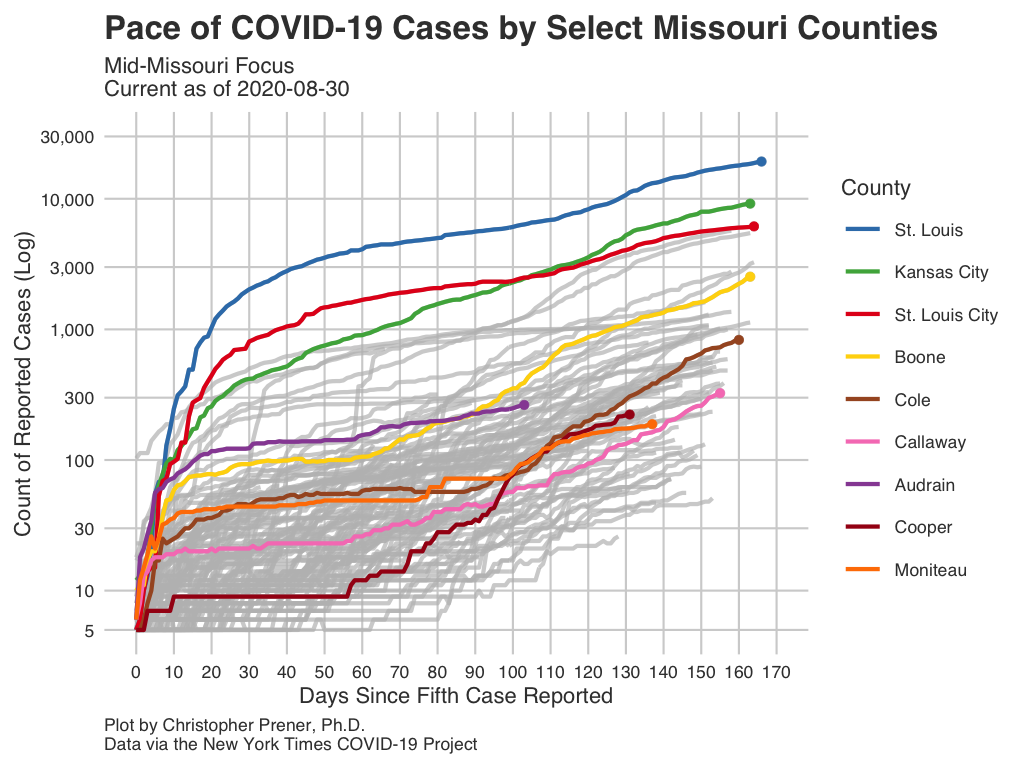 Pace of COVID-19 Cases by Select Missouri Counties
Mid-Missouri Focus
Current as of 2020-08-30
Count of Reported Cases (Log)
30,000
10,000
3,000
1,000
300
100
30
10
5
0 10 20 30 40 50 60 70 80 90 100 110 120 130 140 150 160 170
Days Since Fifth Case Reported
County
St. Louis
Kansas City
St. Louis City
Boone
Cole
Callaway
Audrain
Cooper
Moniteau
Plot by Christopher Prener, Ph.D.
Data via the New York Times COVID-19 Project